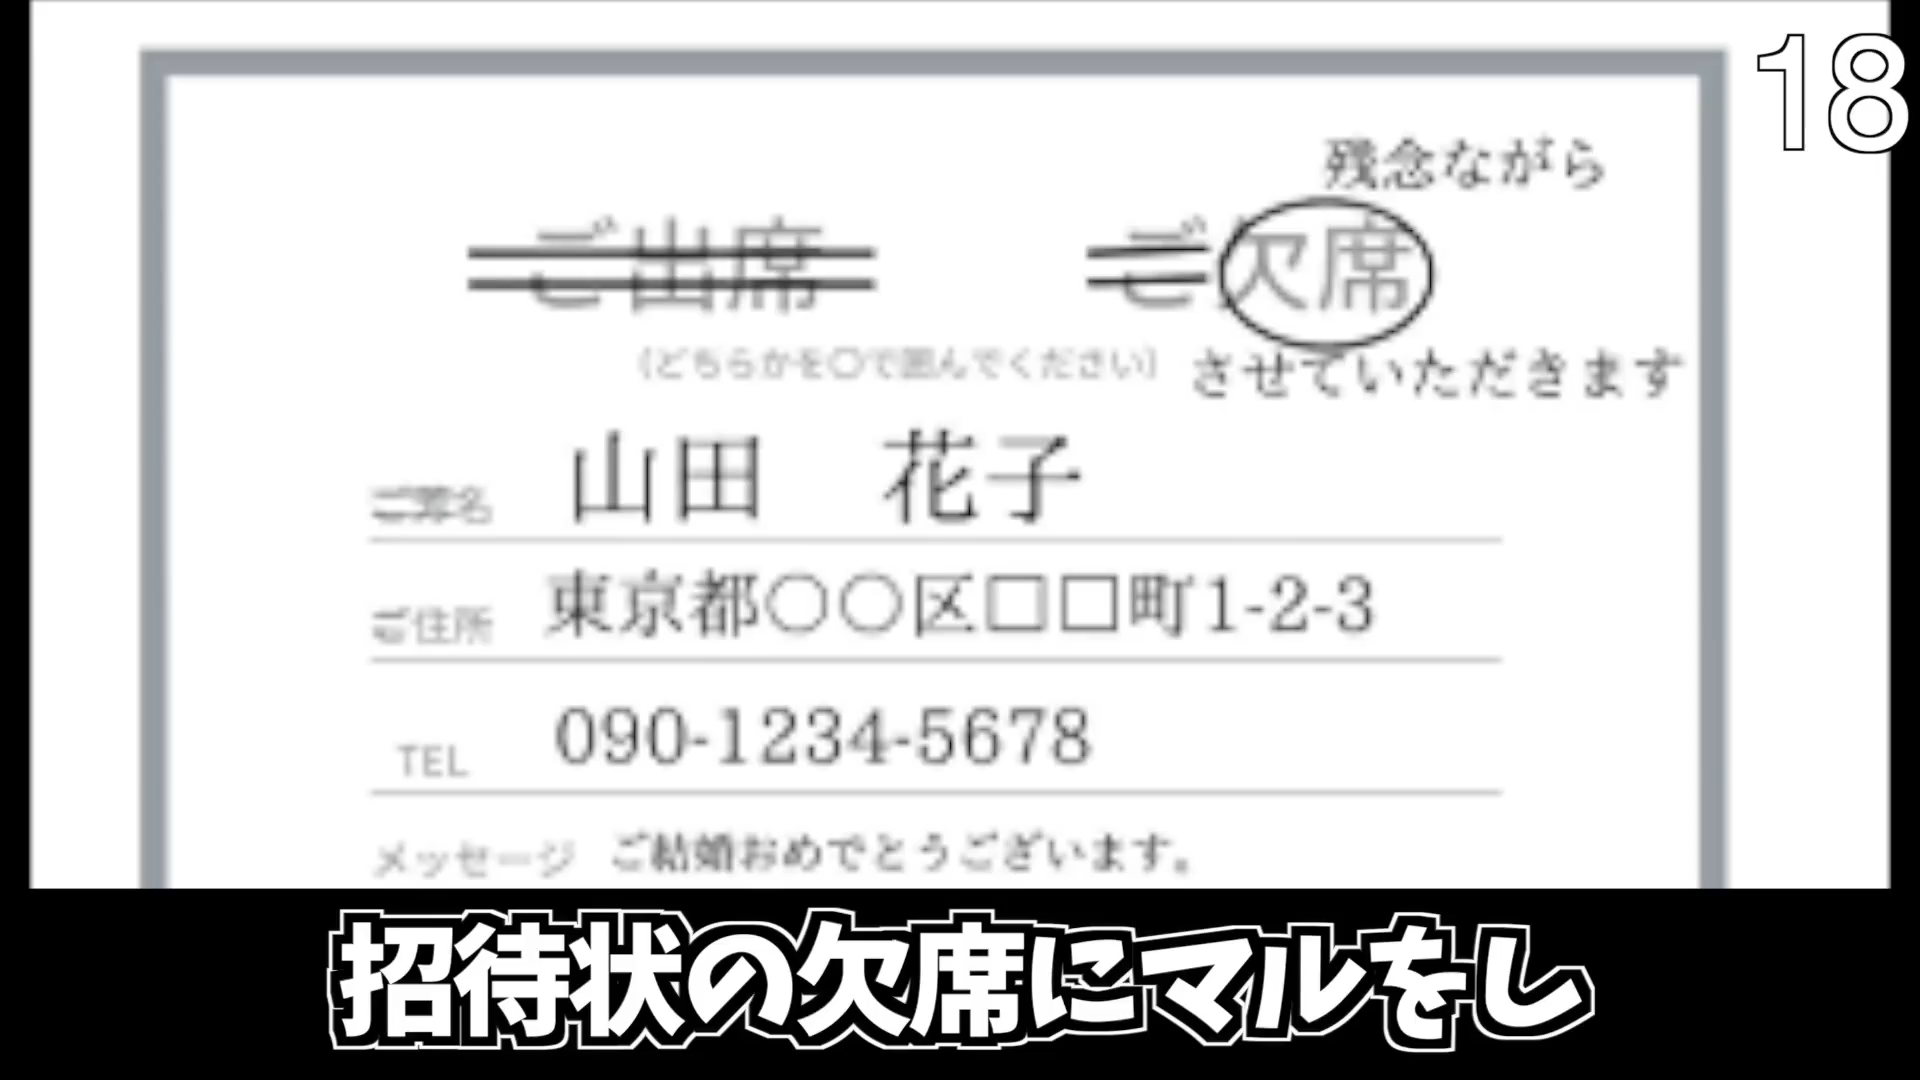 18
残念ながら
ご出席 ご欠席
(どちらかを○で囲んでください) させていただきます
ご芳名 山田 花子
ご住所 東京都○○区□□町1-2-3
TEL 090-1234-5678
メッセージ ご結婚おめでとうございます。
招待状の欠席にマルをし